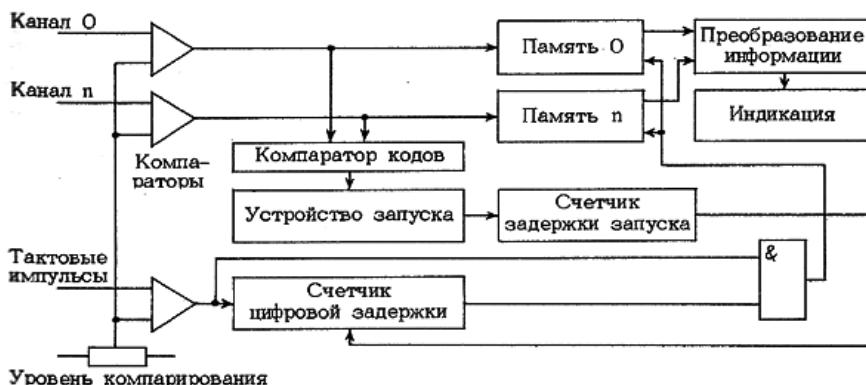 Канал 0
Память 0
Преобразование
информации
Канал n
Память n
Индикация
Компа-
раторы
Компаратор кодов
Устройство запуска
Счетчик
задержки запуска
Тактовые
импульсы
Счетчик
цифровой задержки
&
Уровень компарирования